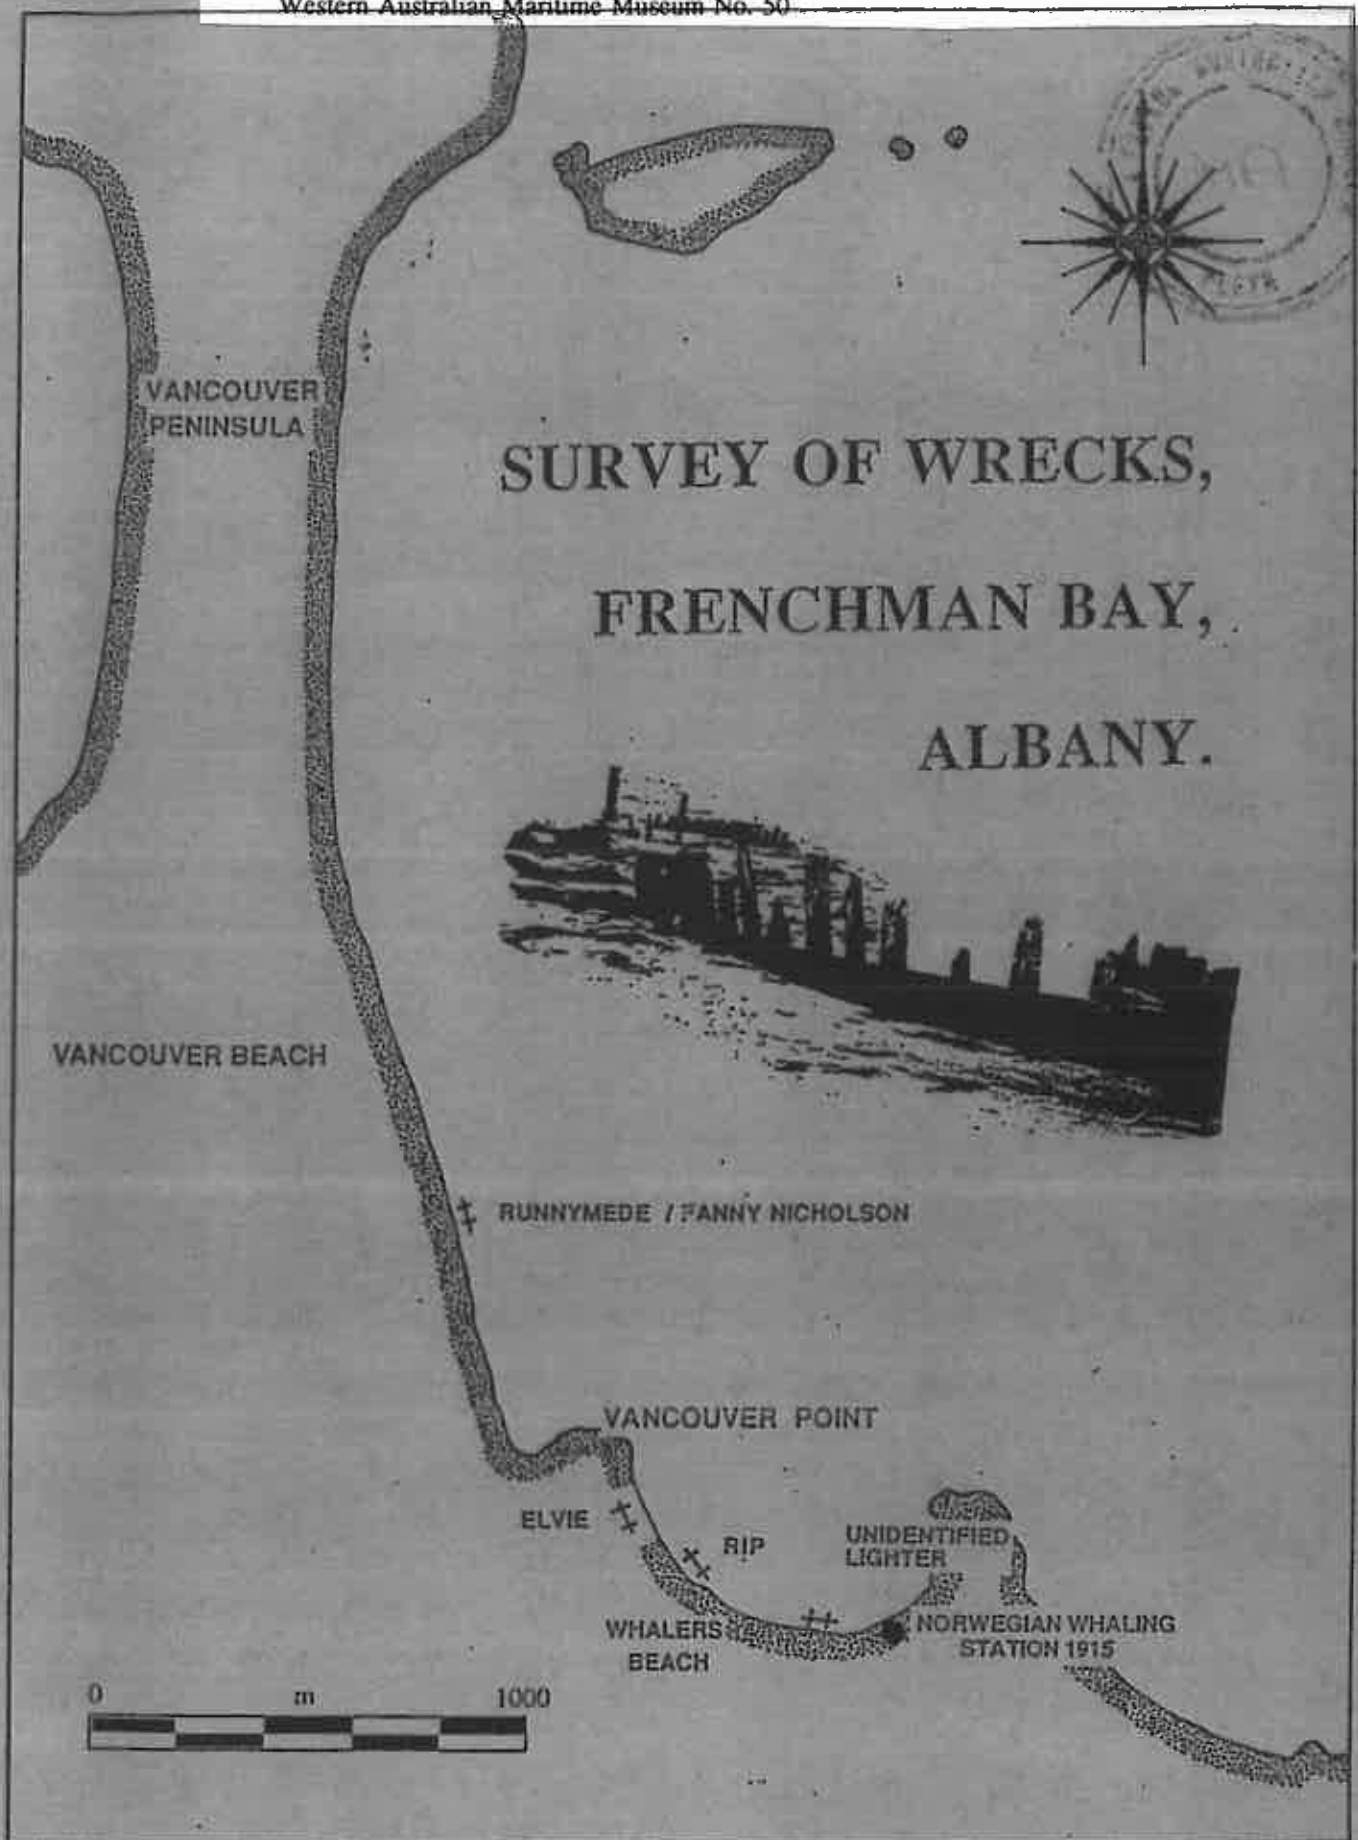 Western Australian Maritime Museum No. 50
VANCOUVER
PENINSULA
SURVEY OF WRECKS,
FRENCHMAN BAY,
ALBANY.
VANCOUVER BEACH
RUNNYMEDE / FANNY NICHOLSON
VANCOUVER POINT
ELVIE
RIP
UNIDENTIFIED
LIGHTER
WHALERS
BEACH
NORWEGIAN WHALING
STATION 1915
0 m 1000